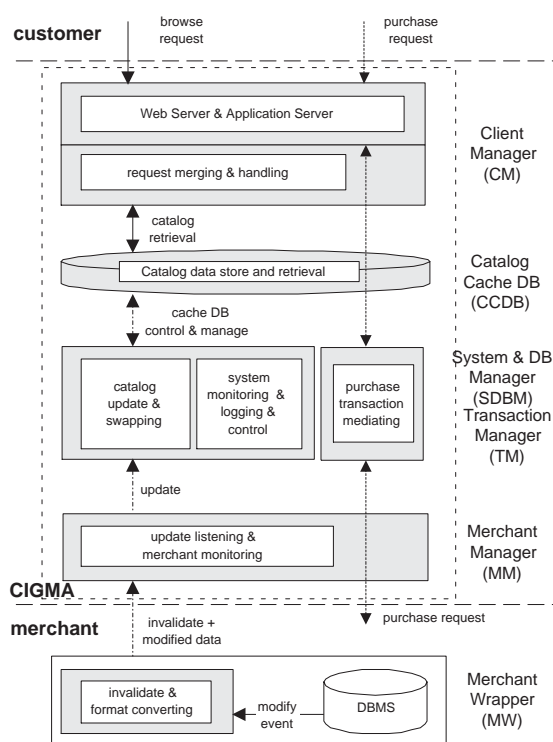 customer
browse
request
purchase
request
Web Server & Application Server
request merging & handling
Client
Manager
(CM)
catalog
retrieval
Catalog data store and retrieval
Catalog
Cache DB
(CCDB)
cache DB
control & manage
catalog
update &
swapping
system
monitoring &
logging &
control
purchase
transaction
mediating
System & DB
Manager
(SDBM)
Transaction
Manager
(TM)
update
update listening &
merchant monitoring
Merchant
Manager
(MM)
CIGMA
merchant
invalidate +
modified data
purchase request
invalidate &
format converting
modify
event
DBMS
Merchant
Wrapper
(MW)